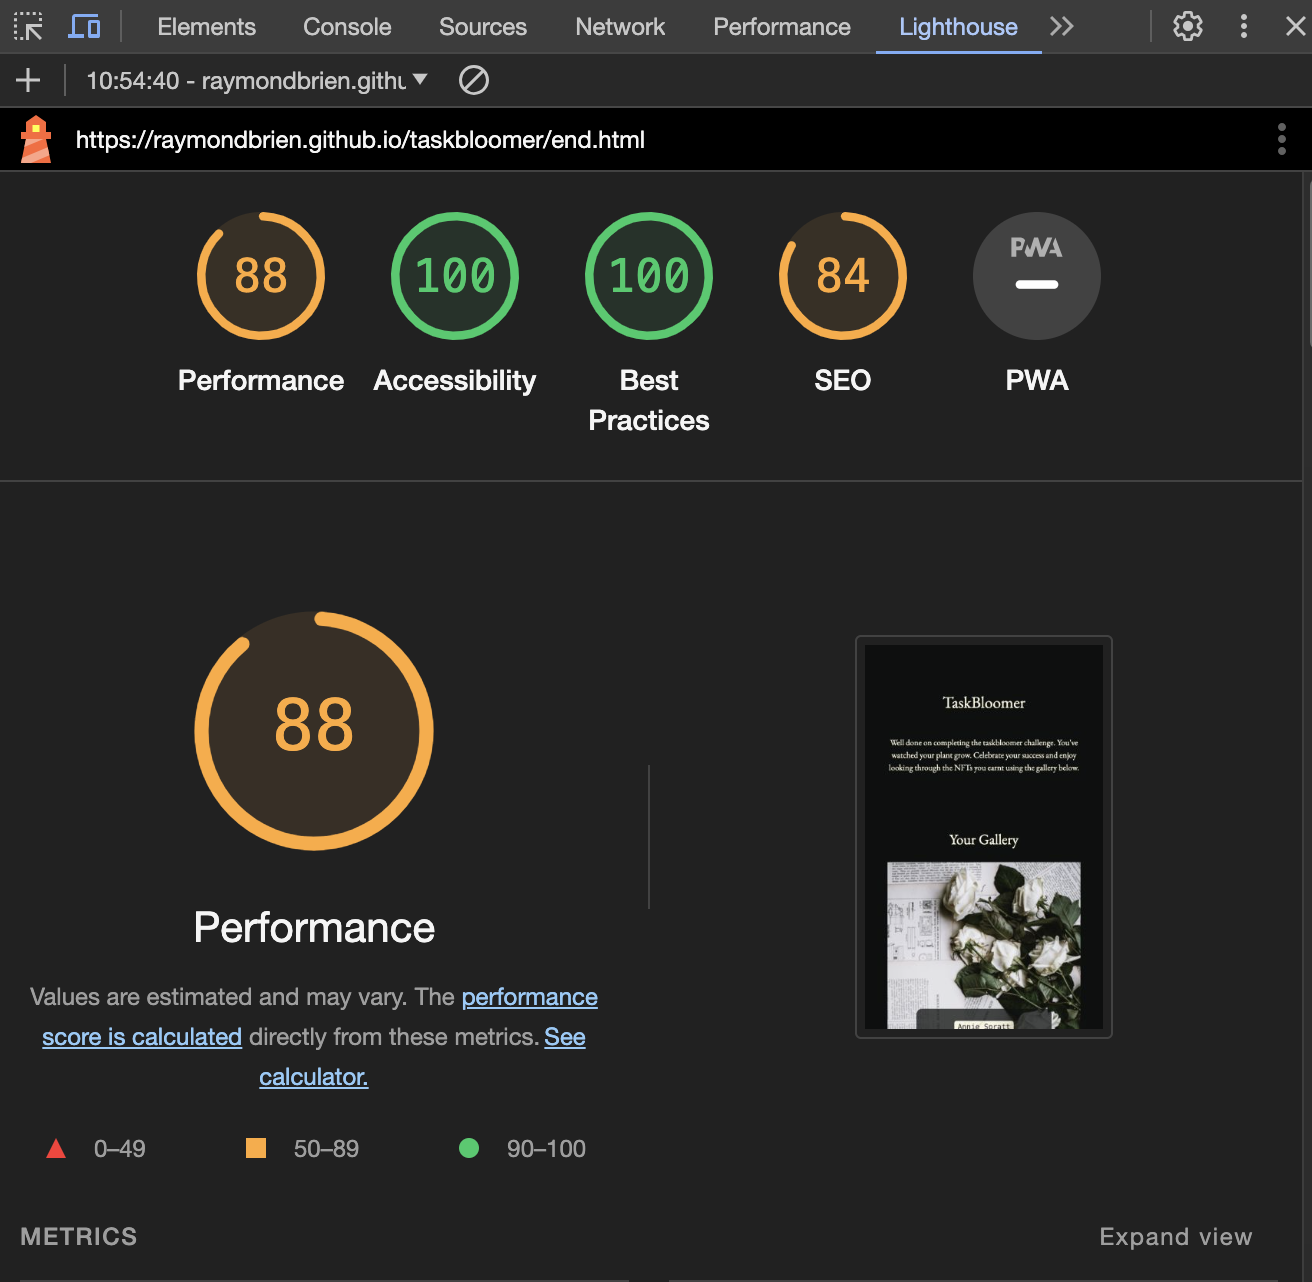 Elements Console Sources Network Performance Lighthouse
10:54:40 - raymondbrien.githu
https://raymondbrien.github.io/taskbloomer/end.html
88 100 100 84 PWA
Performance Accessibility Best Practices SEO PWA
88
TaskBloomer
Well done on completing the taskbloomer challenge. You've
watched your plant grow. Celebrate your success and enjoy
looking through the NFTs you earnt using the gallery below.
Your Gallery
Annie Spratt
Performance
Values are estimated and may vary. The performance
score is calculated directly from these metrics. See
calculator.
0–49 50–89 90–100
METRICS Expand view